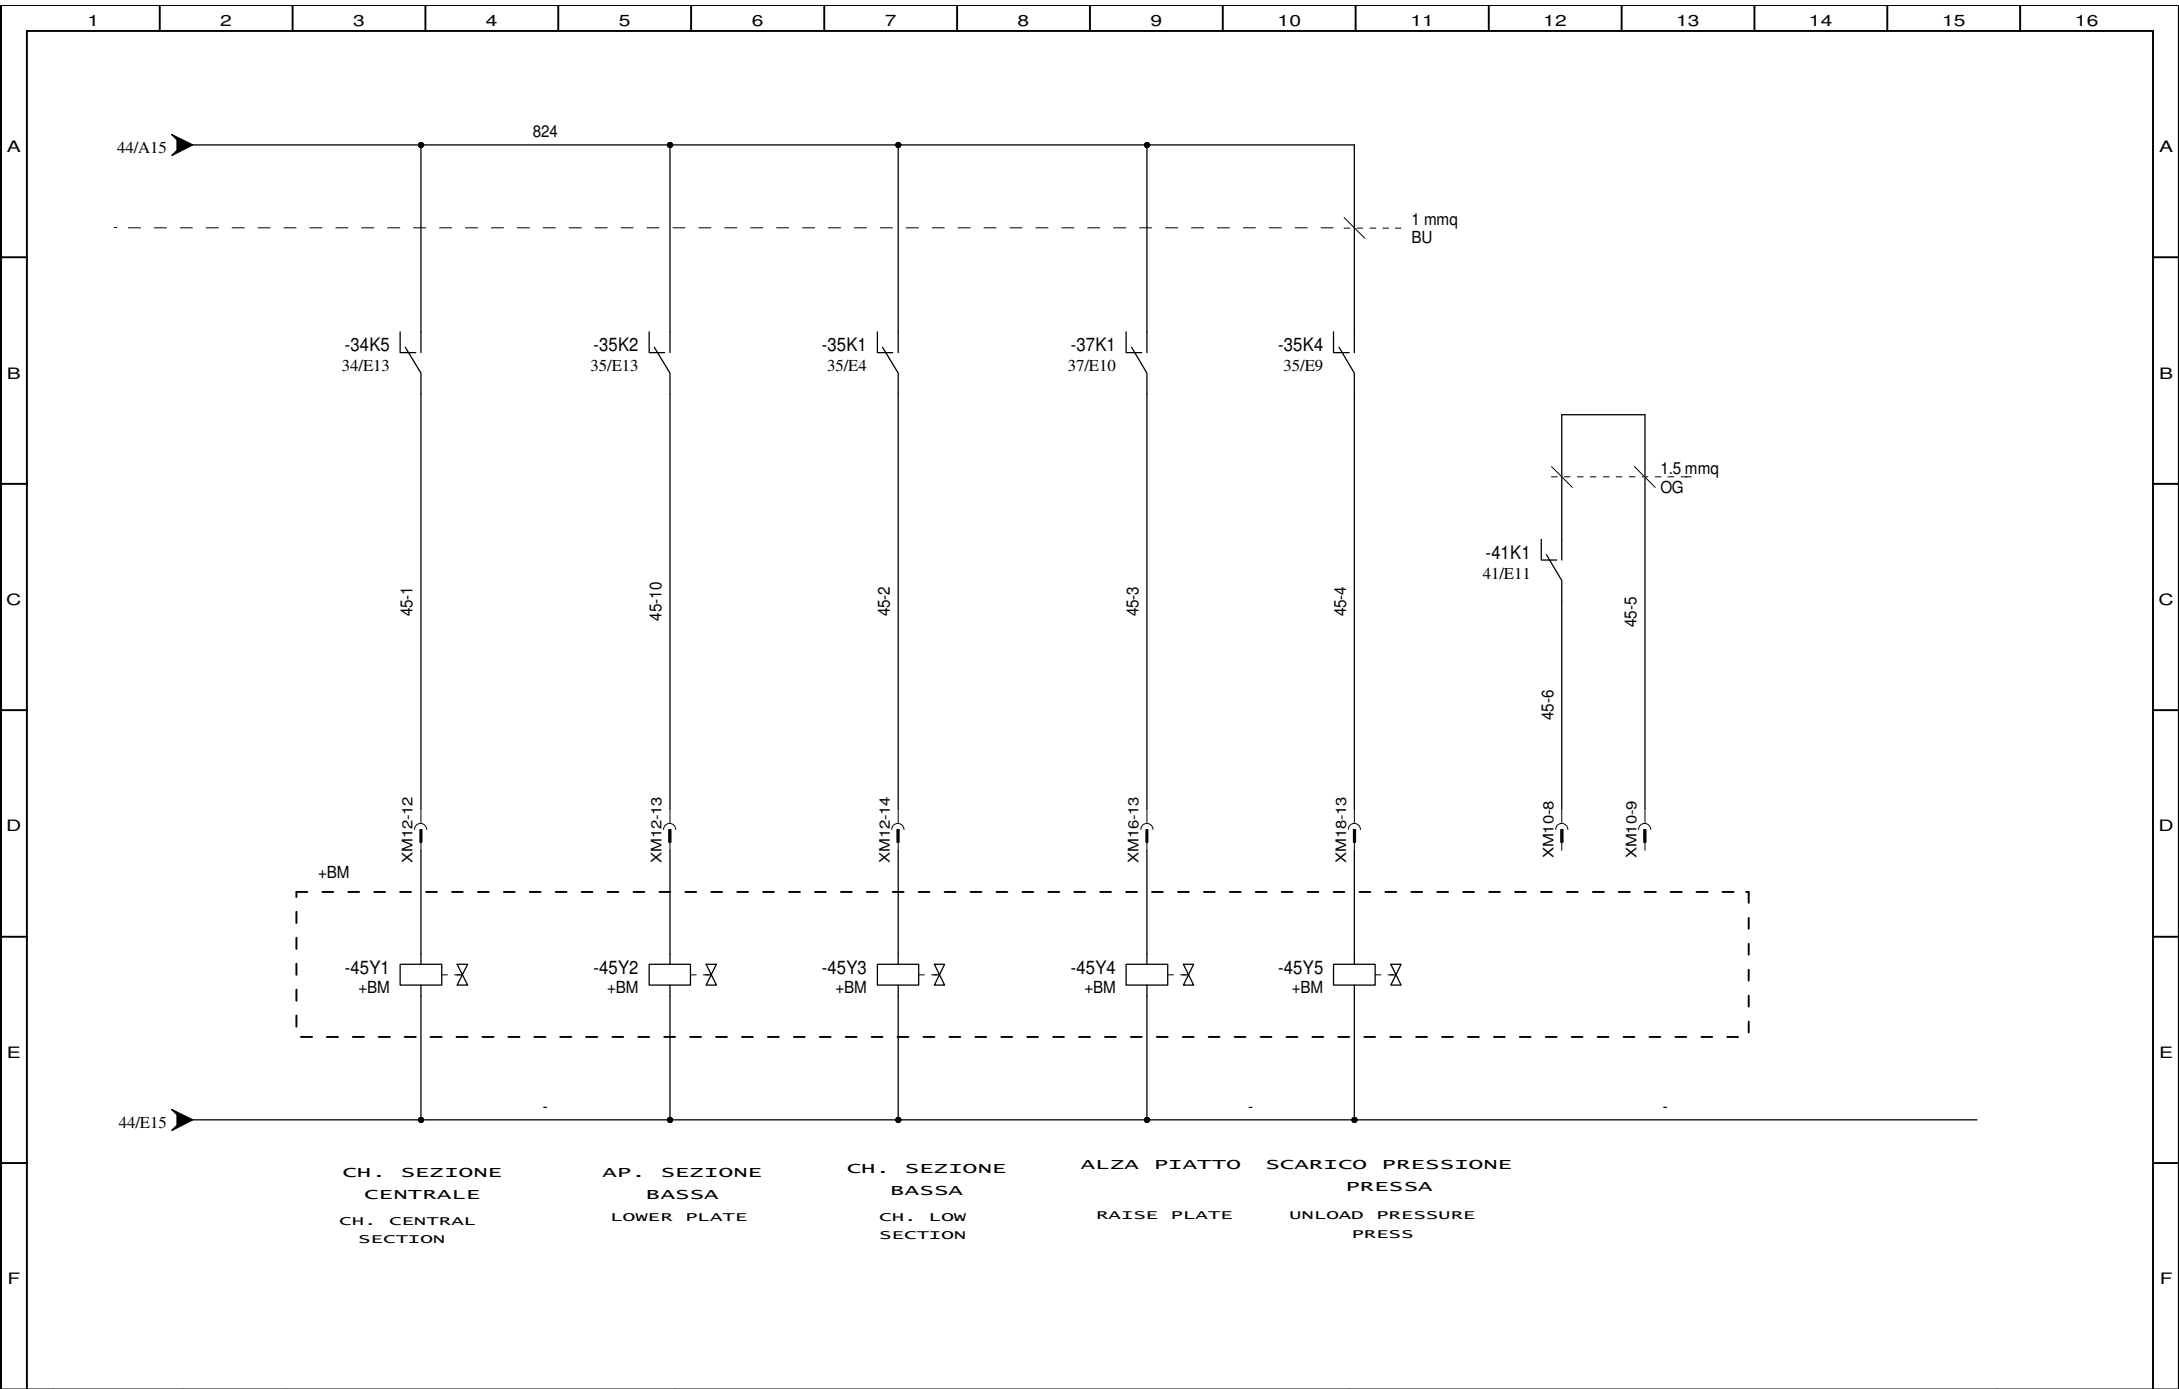 1 2 3 4 5 6 7 8 9 10 11 12 13 14 15 16
824
A 44/A15 A
1 mmq
BU
-34K5 -35K2 -35K1 -37K1 -35K4
34/E13 35/E13 35/E4 37/E10 35/E9
B B
1.5 mmq
OG
-41K1
41/E11
C 45-1 45-10 45-2 45-3 45-4 45-5 C
45-6
D XM12-12 XM12-13 XM12-14 XM16-13 XM18-13 XM10-8 XM10-9 D
+BM
-45Y1 -45Y2 -45Y3 -45Y4 -45Y5
+BM +BM +BM +BM +BM
E E
- - -
44/E15
CH. SEZIONE
CENTRALE
CH. CENTRAL
SECTION
AP. SEZIONE
BASSA
LOWER PLATE
CH. SEZIONE
BASSA
CH. LOW
SECTION
ALZA PIATTO
RAISE PLATE
SCARICO PRESSIONE
PRESSA
UNLOAD PRESSURE
PRESS
F F